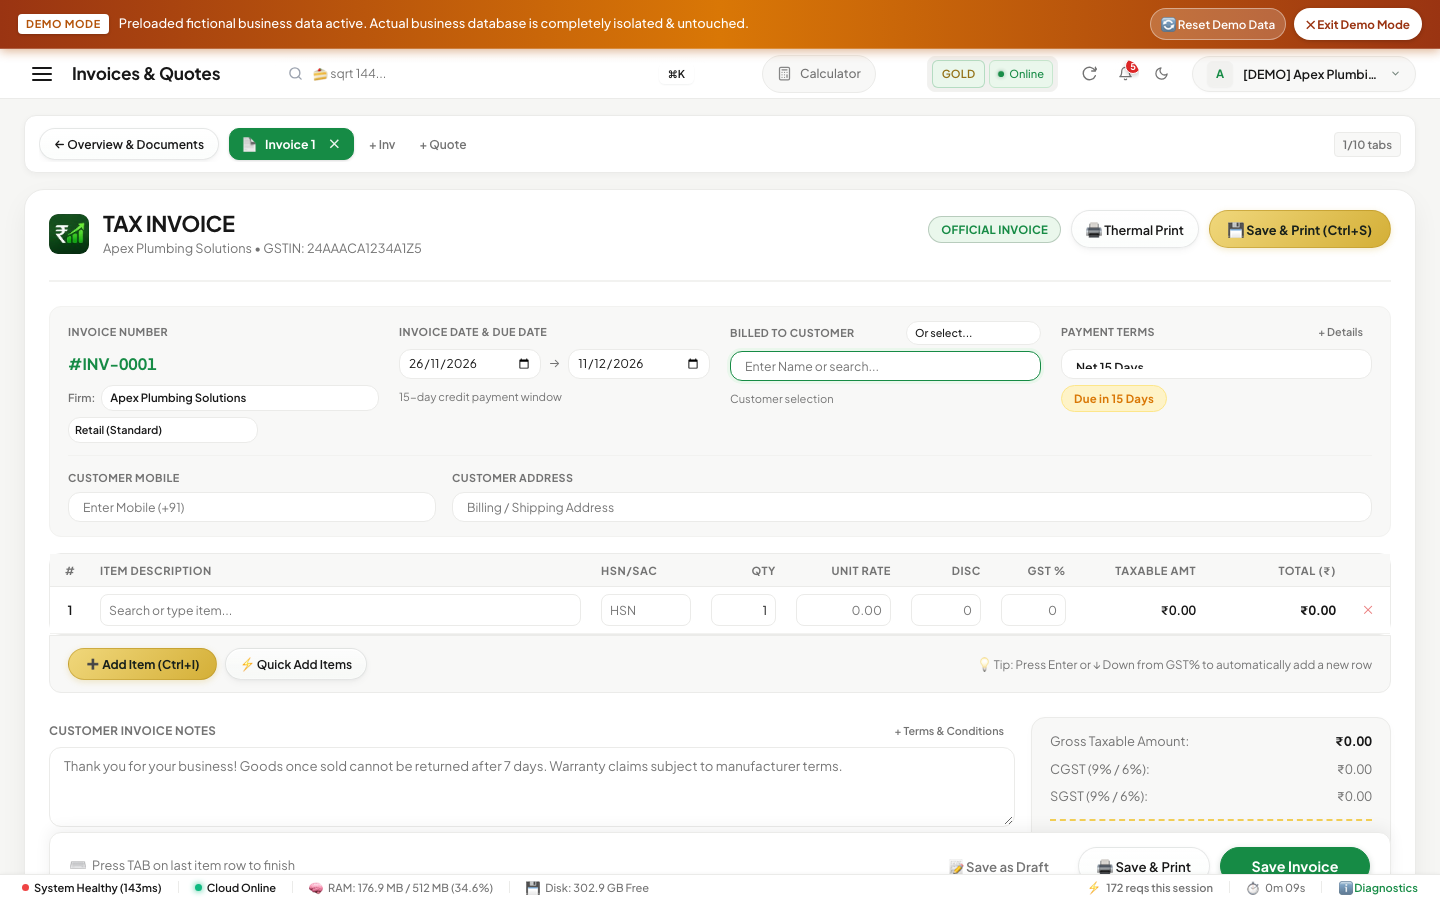 DEMO MODE Preloaded fictional business data active. Actual business database is completely isolated & untouched. Reset Demo Data ✕ Exit Demo Mode
Invoices & Quotes 🍰 sqrt 144... ⌘K Calculator GOLD Online 5 A [DEMO] Apex Plumbi...
← Overview & Documents Invoice 1 ✕ + Inv + Quote 1/10 tabs
TAX INVOICE
Apex Plumbing Solutions • GSTIN: 24AAACA1234A1Z5
OFFICIAL INVOICE Thermal Print Save & Print (Ctrl+S)
INVOICE NUMBER INVOICE DATE & DUE DATE BILLED TO CUSTOMER Or select... PAYMENT TERMS + Details
#INV-0001 26/11/2026 → 11/12/2026 Enter Name or search... Net 15 Days
Firm: Apex Plumbing Solutions 15-day credit payment window Customer selection Due in 15 Days
Retail (Standard)
CUSTOMER MOBILE CUSTOMER ADDRESS
Enter Mobile (+91) Billing / Shipping Address
# ITEM DESCRIPTION HSN/SAC QTY UNIT RATE DISC GST % TAXABLE AMT TOTAL (₹)
1 Search or type item... HSN 1 0.00 0 0 ₹0.00 ₹0.00 ✕
➕ Add Item (Ctrl+I) ⚡ Quick Add Items 💡 Tip: Press Enter or ↓ Down from GST% to automatically add a new row
CUSTOMER INVOICE NOTES + Terms & Conditions
Thank you for your business! Goods once sold cannot be returned after 7 days. Warranty claims subject to manufacturer terms.
Gross Taxable Amount: ₹0.00
CGST (9% / 6%): ₹0.00
SGST (9% / 6%): ₹0.00
Press TAB on last item row to finish Save as Draft Save & Print Save Invoice
System Healthy (143ms) Cloud Online RAM: 176.9 MB / 512 MB (34.6%) Disk: 302.9 GB Free ⚡ 172 reqs this session 0m 09s Diagnostics